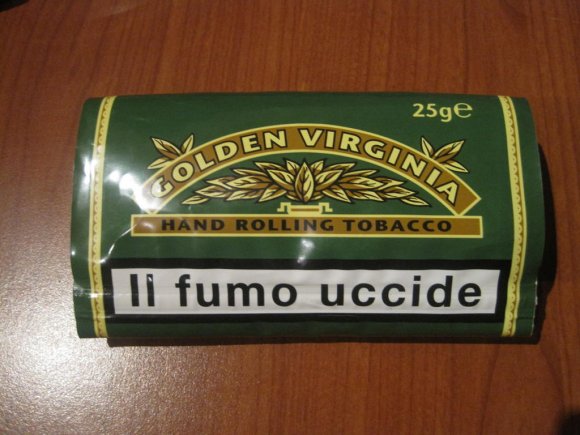 25g℮
GOLDEN VIRGINIA
HAND ROLLING TOBACCO
Il fumo uccide